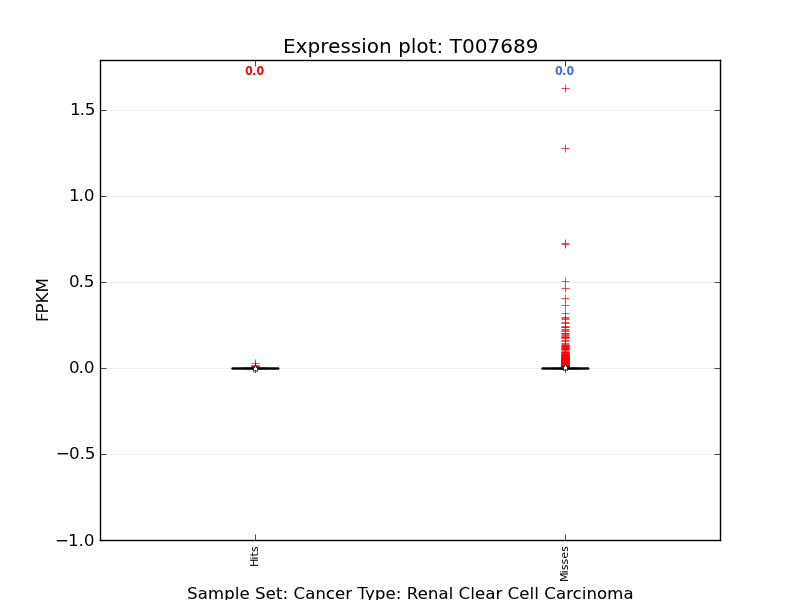 Expression plot: T007689
0.0
0.0
1.5
1.0
0.5
0.0
−0.5
−1.0
FPKM
Hits
Misses
Sample Set: Cancer Type: Renal Clear Cell Carcinoma